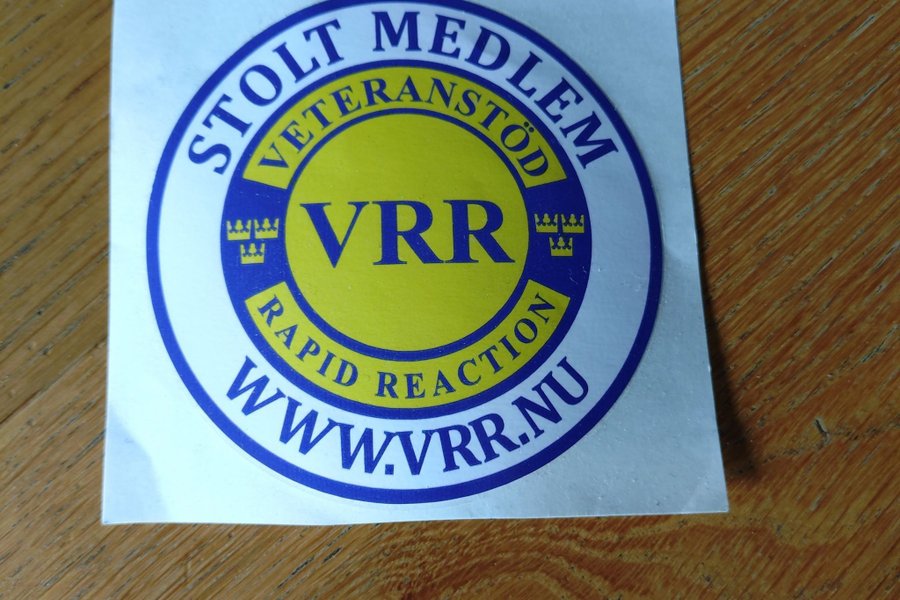 STOLT MEDLEM
VETERANSTÖD
VRR
RAPID REACTION
WWW.VRR.NU